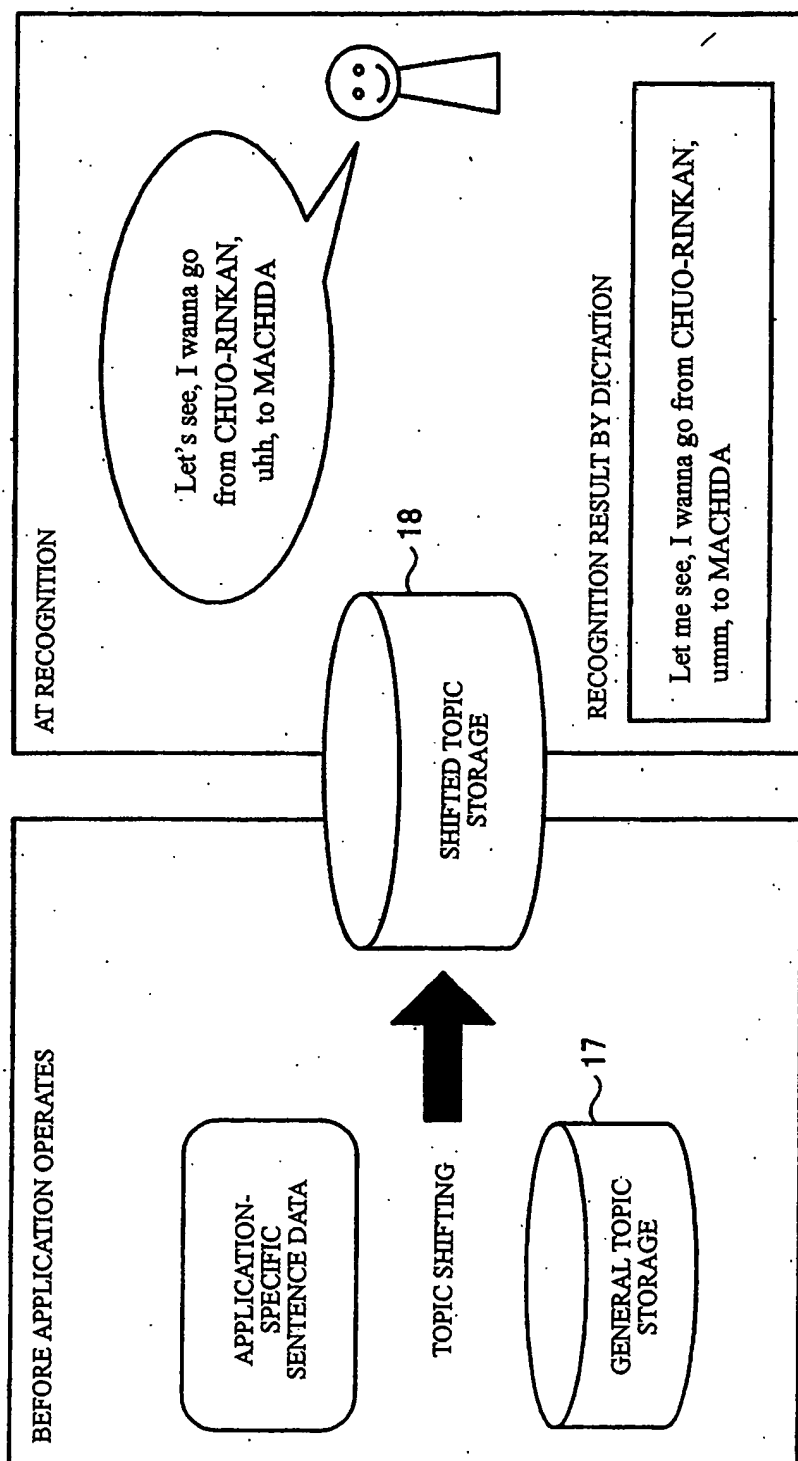 BEFORE APPLICATION OPERATES
APPLICATION-
SPECIFIC
SENTENCE DATA
TOPIC SHIFTING
GENERAL TOPIC
STORAGE
17
SHIFTED TOPIC
STORAGE
18
AT RECOGNITION
Let's see, I wanna go
from CHUO-RINKAN,
uhh, to MACHIDA
RECOGNITION RESULT BY DICTATION
Let me see, I wanna go from CHUO-RINKAN,
umm, to MACHIDA